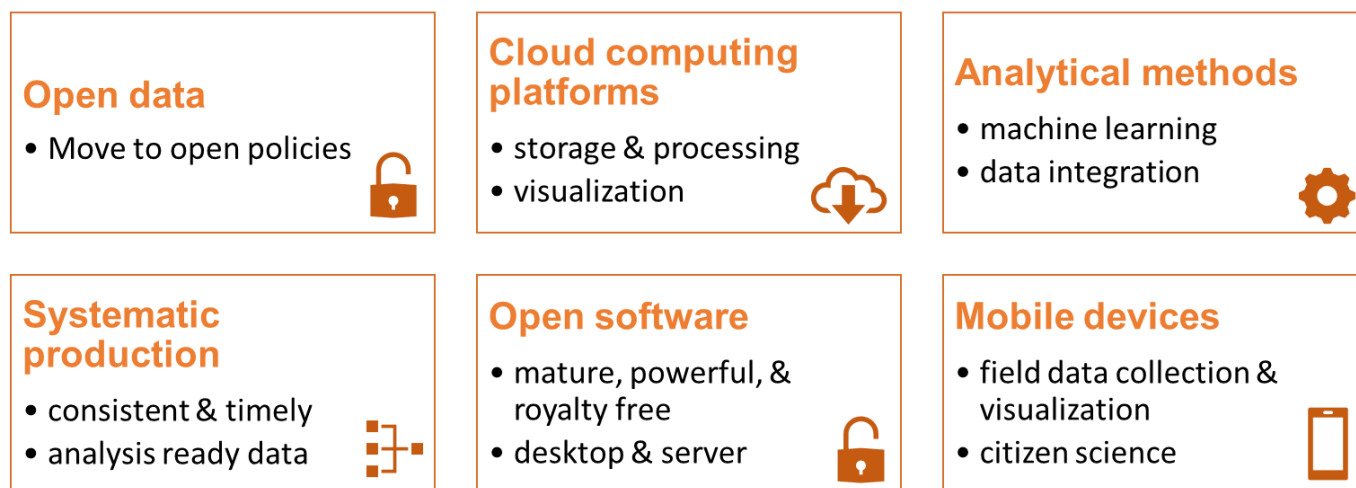 Open data
• Move to open policies
Cloud computing
platforms
• storage & processing
• visualization
Analytical methods
• machine learning
• data integration
Systematic
production
• consistent & timely
• analysis ready data
Open software
• mature, powerful, &
royalty free
• desktop & server
Mobile devices
• field data collection &
visualization
• citizen science